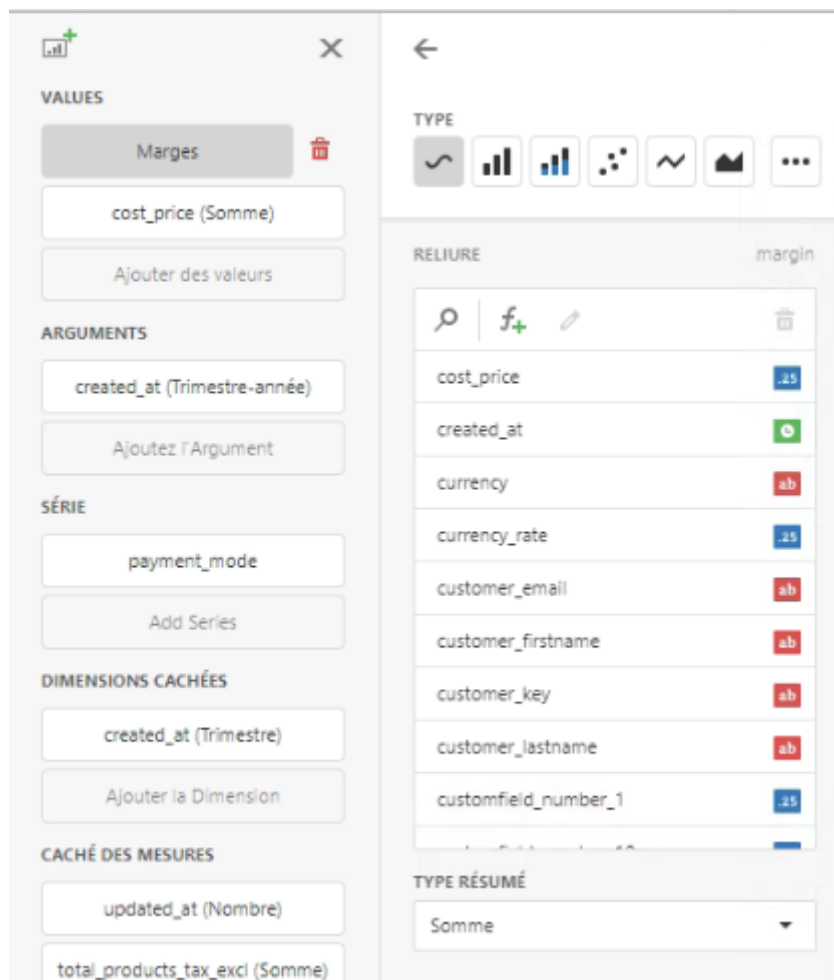 VALUES
Marges
cost_price (Somme)
Ajouter des valeurs
ARGUMENTS
created_at (Trimestre-année)
Ajoutez l'Argument
SÉRIE
payment_mode
Add Series
DIMENSIONS CACHÉES
created_at (Trimestre)
Ajouter la Dimension
CACHÉ DES MESURES
updated_at (Nombre)
total_products_tax_excl (Somme)
TYPE
RELIURE margin
cost_price .25
created_at
currency ab
currency_rate .25
customer_email ab
customer_firstname ab
customer_key ab
customer_lastname ab
customfield_number_1 .25
TYPE RÉSUMÉ
Somme